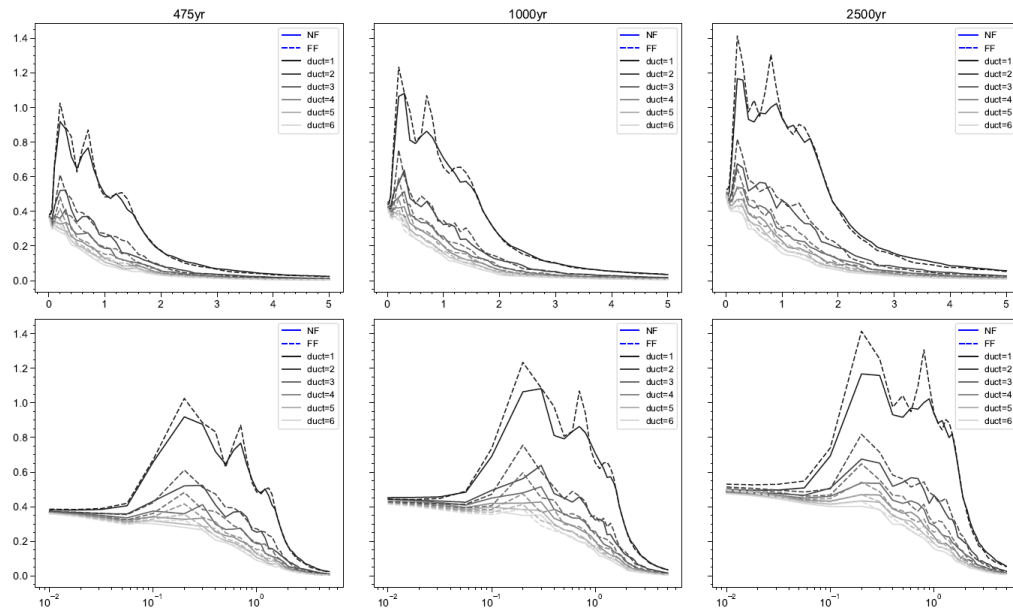 475yr
1000yr
2500yr
1.4
1.2
1.0
0.8
0.6
0.4
0.2
0.0
NF
FF
duct=1
duct=2
duct=3
duct=4
duct=5
duct=6
NF
FF
duct=1
duct=2
duct=3
duct=4
duct=5
duct=6
NF
FF
duct=1
duct=2
duct=3
duct=4
duct=5
duct=6
0 1 2 3 4 5
0 1 2 3 4 5
0 1 2 3 4 5
1.4
1.2
1.0
0.8
0.6
0.4
0.2
0.0
NF
FF
duct=1
duct=2
duct=3
duct=4
duct=5
duct=6
NF
FF
duct=1
duct=2
duct=3
duct=4
duct=5
duct=6
NF
FF
duct=1
duct=2
duct=3
duct=4
duct=5
duct=6
10⁻² 10⁻¹ 10⁰
10⁻² 10⁻¹ 10⁰
10⁻² 10⁻¹ 10⁰